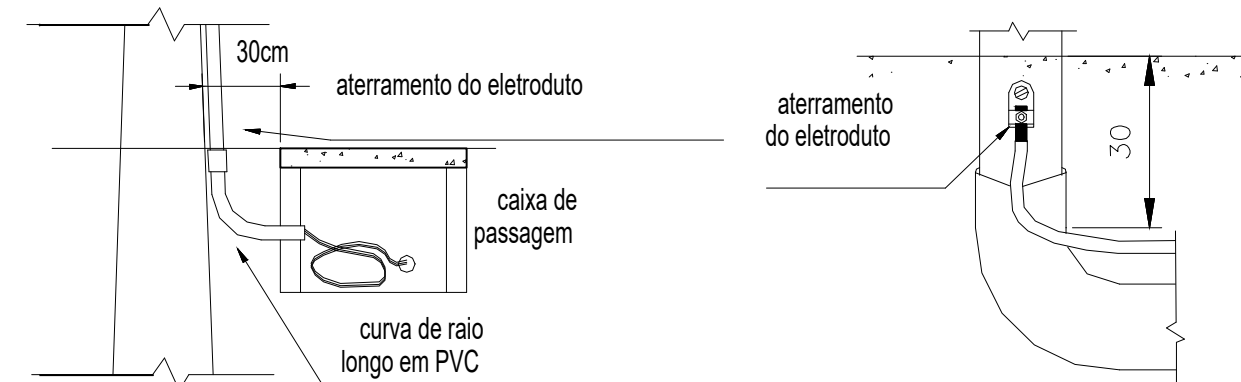 30cm
aterramento do eletroduto
caixa de
passagem
curva de raio
longo em PVC
aterramento
do eletroduto
30